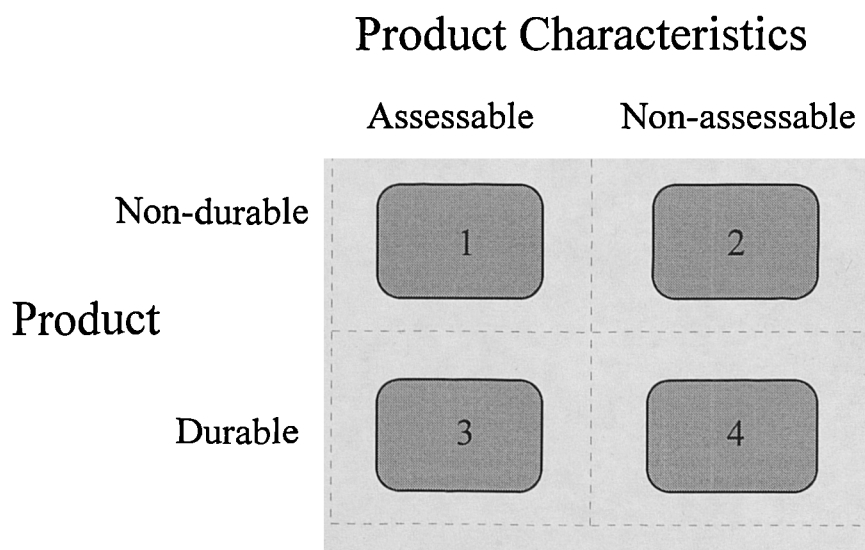 Product Characteristics
Assessable Non-assessable
Non-durable
1 2
Product
Durable
3 4